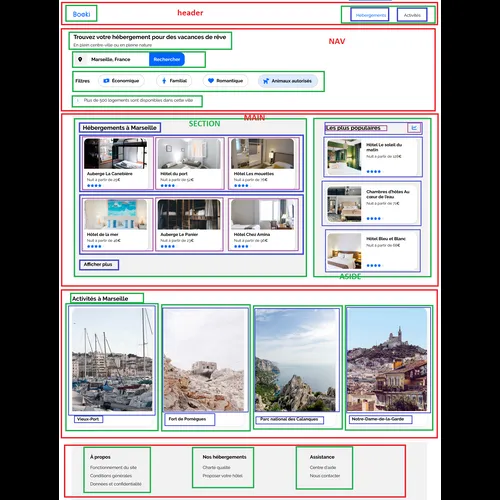 header
Booki
Hébergements
Activités
Trouvez votre hébergement pour des vacances de rêve
En plein centre-ville ou en pleine nature
NAV
Marseille, France
Rechercher
Filtres
Économique
Familial
Romantique
Animaux autorisés
Plus de 500 logements sont disponibles dans cette ville
MAIN
SECTION
Hébergements à Marseille
Auberge La Canebière
Nuit à partir de 25€
Hôtel du port
Nuit à partir de 52€
Hôtel Les mouettes
Nuit à partir de 76€
Hôtel de la mer
Nuit à partir de 46€
Auberge Le Panier
Nuit à partir de 23€
Hôtel Chez Amina
Nuit à partir de 96€
Afficher plus
Les plus populaires
Hôtel Le soleil du
matin
Nuit à partir de 128€
Chambres d'hôtes Au
cœur de l'eau
Nuit à partir de 71€
Hôtel Bleu et Blanc
Nuit à partir de 68€
ASIDE
Activités à Marseille
Vieux-Port
Fort de Pomègues
Parc national des Calanques
Notre-Dame-de-la-Garde
À propos
Fonctionnement du site
Conditions générales
Données et confidentialité
Nos hébergements
Charte qualité
Proposer votre hôtel
Assistance
Centre d'aide
Nous contacter